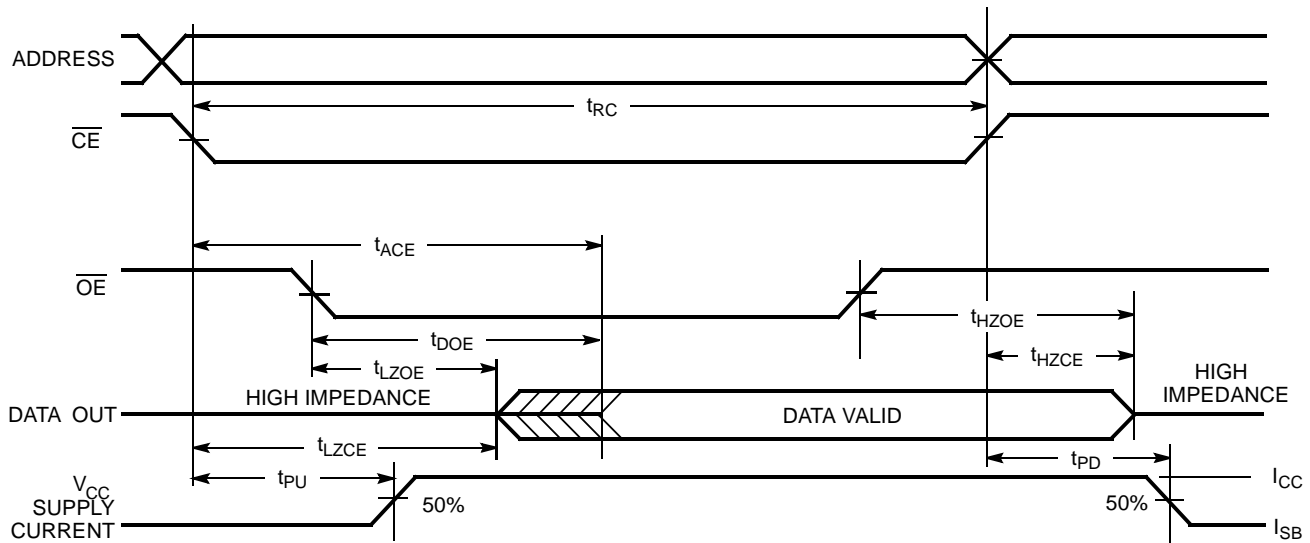 ADDRESS
tRC
CE
tACE
OE
tHZOE
tDOE
tHZCE
tLZOE
HIGH IMPEDANCE
HIGH
IMPEDANCE
DATA OUT
DATA VALID
tLZCE
tPD
tPU
VCC
SUPPLY
CURRENT
50%
50%
ICC
ISB